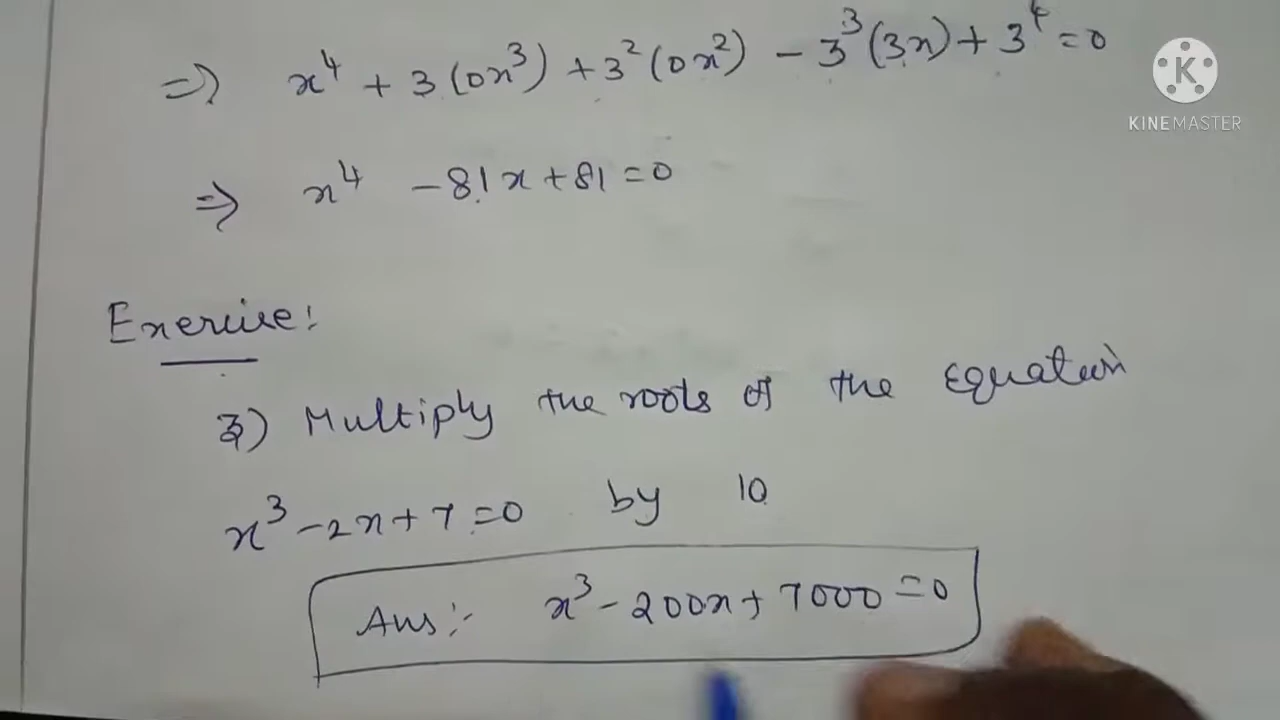 => x⁴ + 3(0x³) + 3²(0x²) - 3³(3x) + 3⁴ = 0
KINEMASTER
=> x⁴ - 81x + 81 = 0
Exercise:
3) Multiply the roots of the Equation
x³ - 2x + 7 = 0 by 10
Ans :- x³ - 200x + 7000 = 0